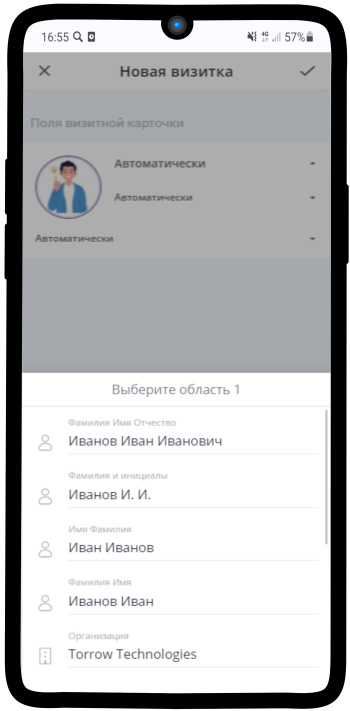 16:55 4G 57%
Новая визитка
Поля визитной карточки
Автоматически
Автоматически
Автоматически
Выберите область 1
Фамилия Имя Отчество
Иванов Иван Иванович
Фамилия и инициалы
Иванов И. И.
Имя Фамилия
Иван Иванов
Фамилия Имя
Иванов Иван
Организация
Torrow Technologies